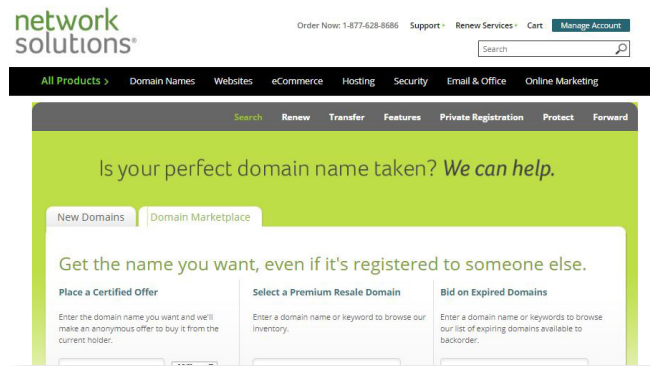 network
solutions®
Order Now: 1-877-628-8686 Support Renew Services Cart Manage Account
Search
All Products > Domain Names Websites eCommerce Hosting Security Email & Office Online Marketing
Search Renew Transfer Features Private Registration Protect Forward
Is your perfect domain name taken? We can help.
New Domains Domain Marketplace
Get the name you want, even if it's registered to someone else.
Place a Certified Offer
Enter the domain name you want and we'll
make an anonymous offer to buy it from the
current holder.
Select a Premium Resale Domain
Enter a domain name or keyword to browse our
inventory.
Bid on Expired Domains
Enter a domain name or keywords to browse
our list of expiring domains available to
backorder.